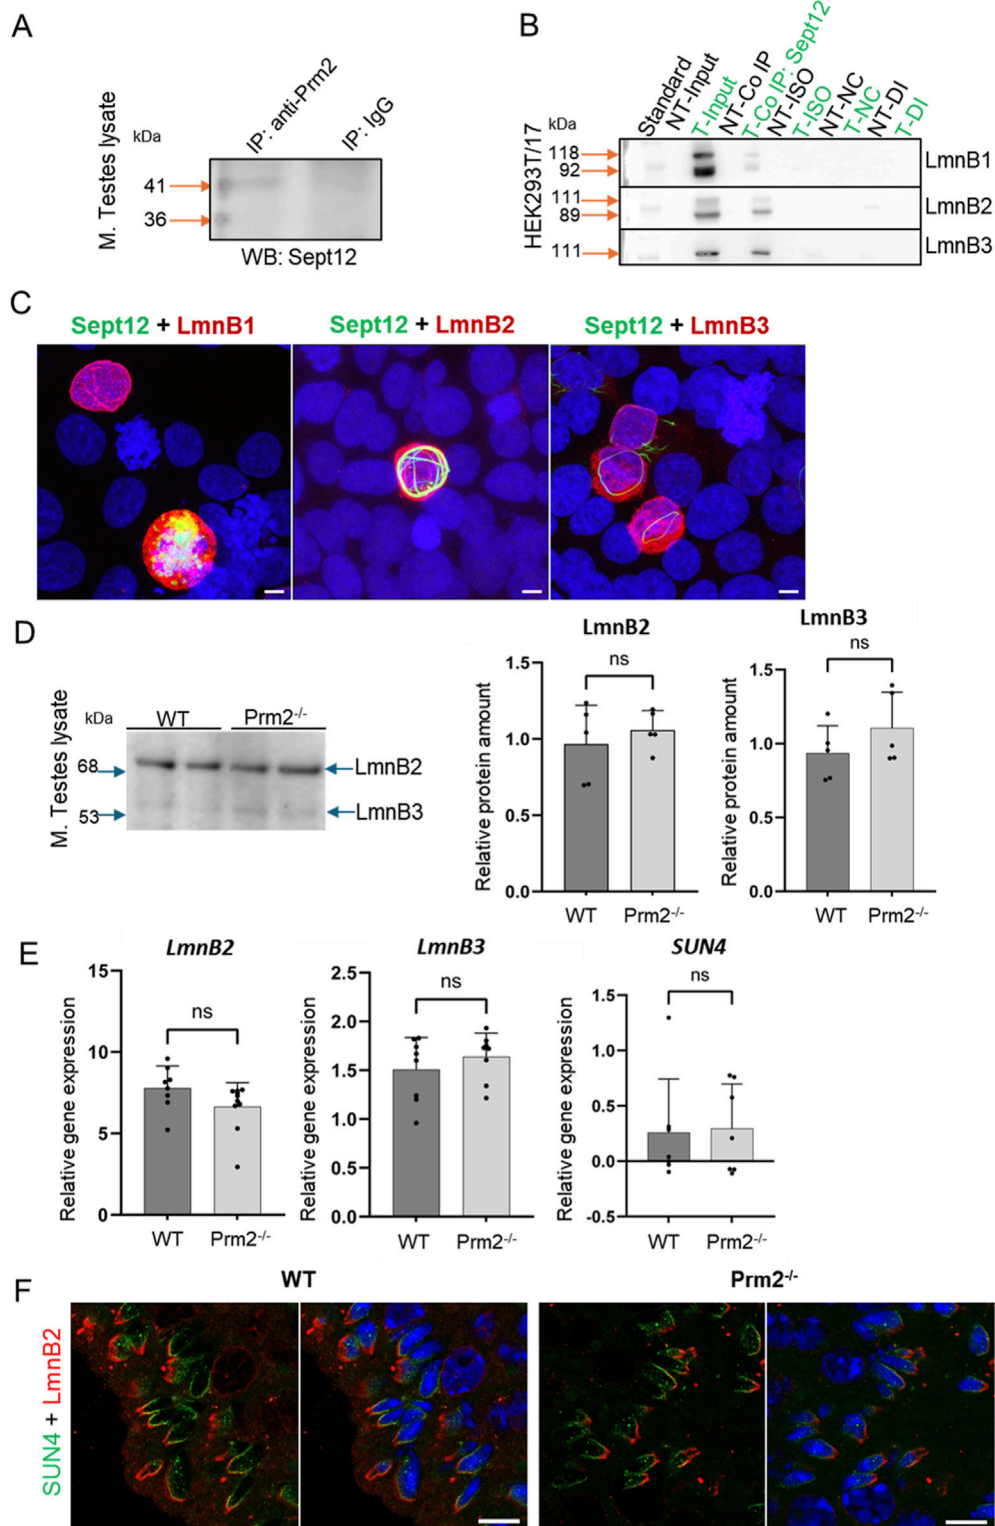 A
IP: anti-Prm2
IP: IgG
M. Testes lysate
kDa
41
36
WB: Sept12
B
Standard
NT-Input
T-Input
NT-Co IP
T-Co IP: Sept12
NT-ISO
T-ISO
NT-NC
T-NC
NT-DI
T-DI
HEK293T/17
kDa
118
92
LmnB1
111
89
LmnB2
111
LmnB3
C
Sept12 + LmnB1
Sept12 + LmnB2
Sept12 + LmnB3
D
M. Testes lysate
kDa
WT
Prm2-/-
68
LmnB2
53
LmnB3
LmnB2
ns
Relative protein amount
1.5
1.0
0.5
0.0
WT
Prm2-/-
LmnB3
ns
Relative protein amount
1.5
1.0
0.5
0.0
WT
Prm2-/-
E
LmnB2
ns
Relative gene expression
15
10
5
0
WT
Prm2-/-
LmnB3
ns
Relative gene expression
2.5
2.0
1.5
1.0
0.5
0.0
WT
Prm2-/-
SUN4
ns
Relative gene expression
1.5
1.0
0.5
0.0
-0.5
WT
Prm2-/-
F
WT
Prm2-/-
SUN4 + LmnB2